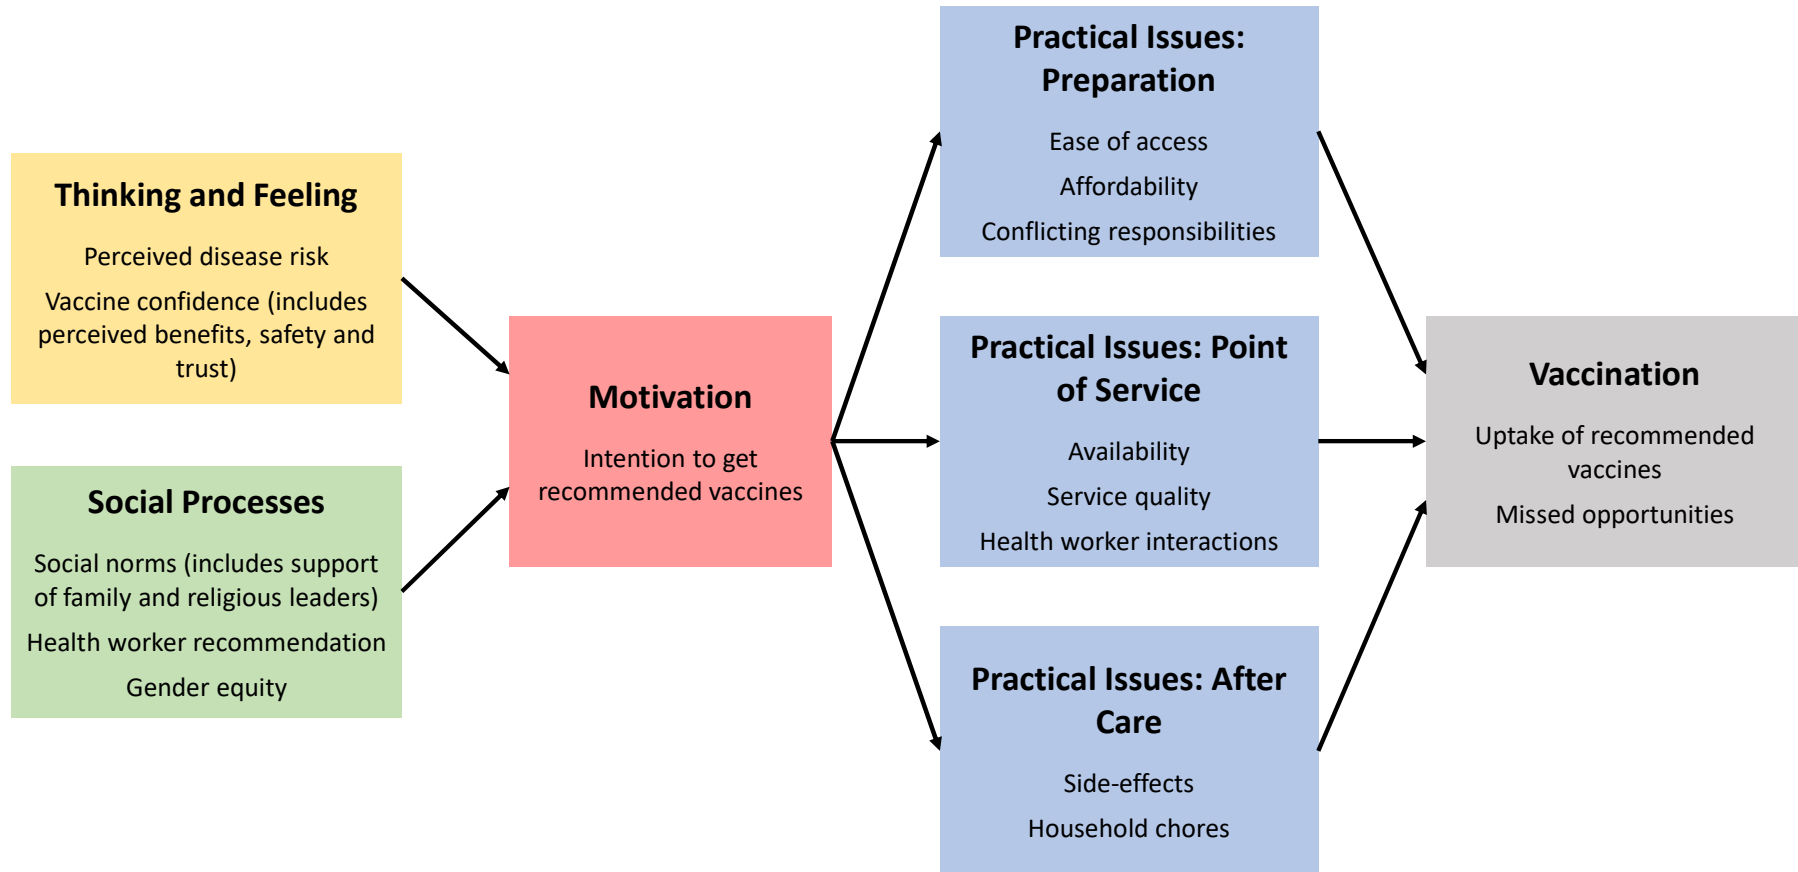 Thinking and Feeling
Perceived disease risk
Vaccine confidence (includes
perceived benefits, safety and
trust)
Social Processes
Social norms (includes support
of family and religious leaders)
Health worker recommendation
Gender equity
Motivation
Intention to get
recommended vaccines
Practical Issues:
Preparation
Ease of access
Affordability
Conflicting responsibilities
Practical Issues: Point
of Service
Availability
Service quality
Health worker interactions
Practical Issues: After
Care
Side-effects
Household chores
Vaccination
Uptake of recommended
vaccines
Missed opportunities